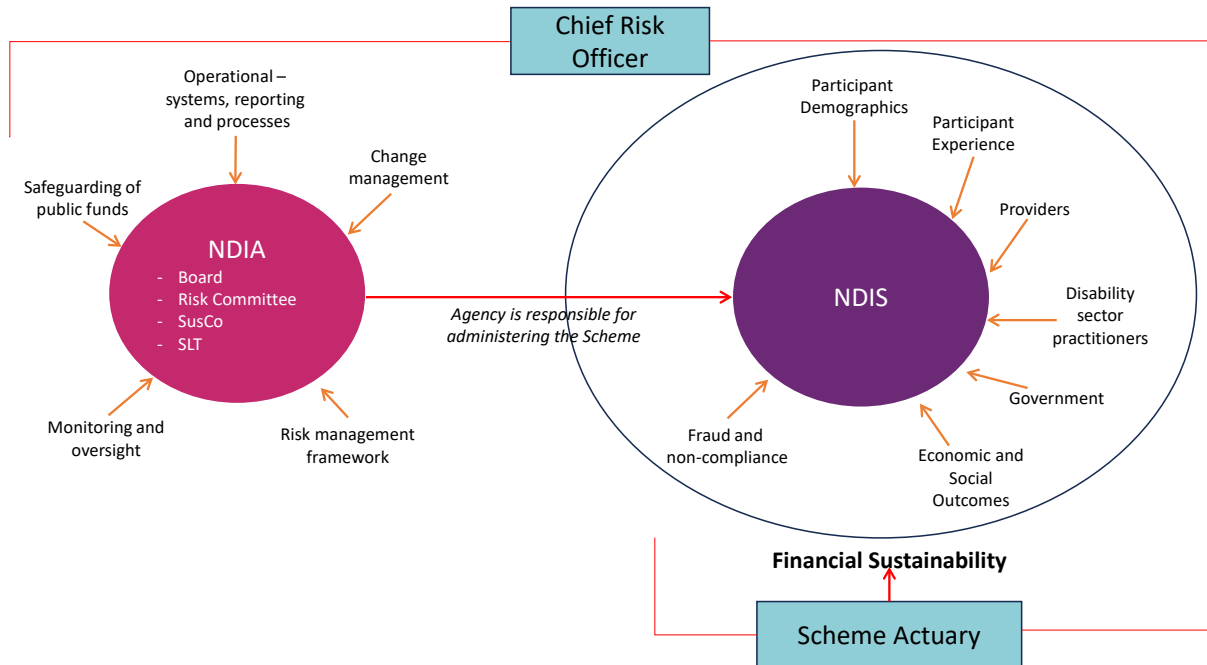 Chief Risk
Officer
Operational –
systems, reporting
and processes
Change
management
Safeguarding of
public funds
NDIA
- Board
- Risk Committee
- SusCo
- SLT
Monitoring and
oversight
Risk management
framework
Agency is responsible for
administering the Scheme
Participant
Demographics
Participant
Experience
Providers
NDIS
Disability
sector
practitioners
Government
Economic and
Social
Outcomes
Fraud and
non-compliance
Financial Sustainability
Scheme Actuary